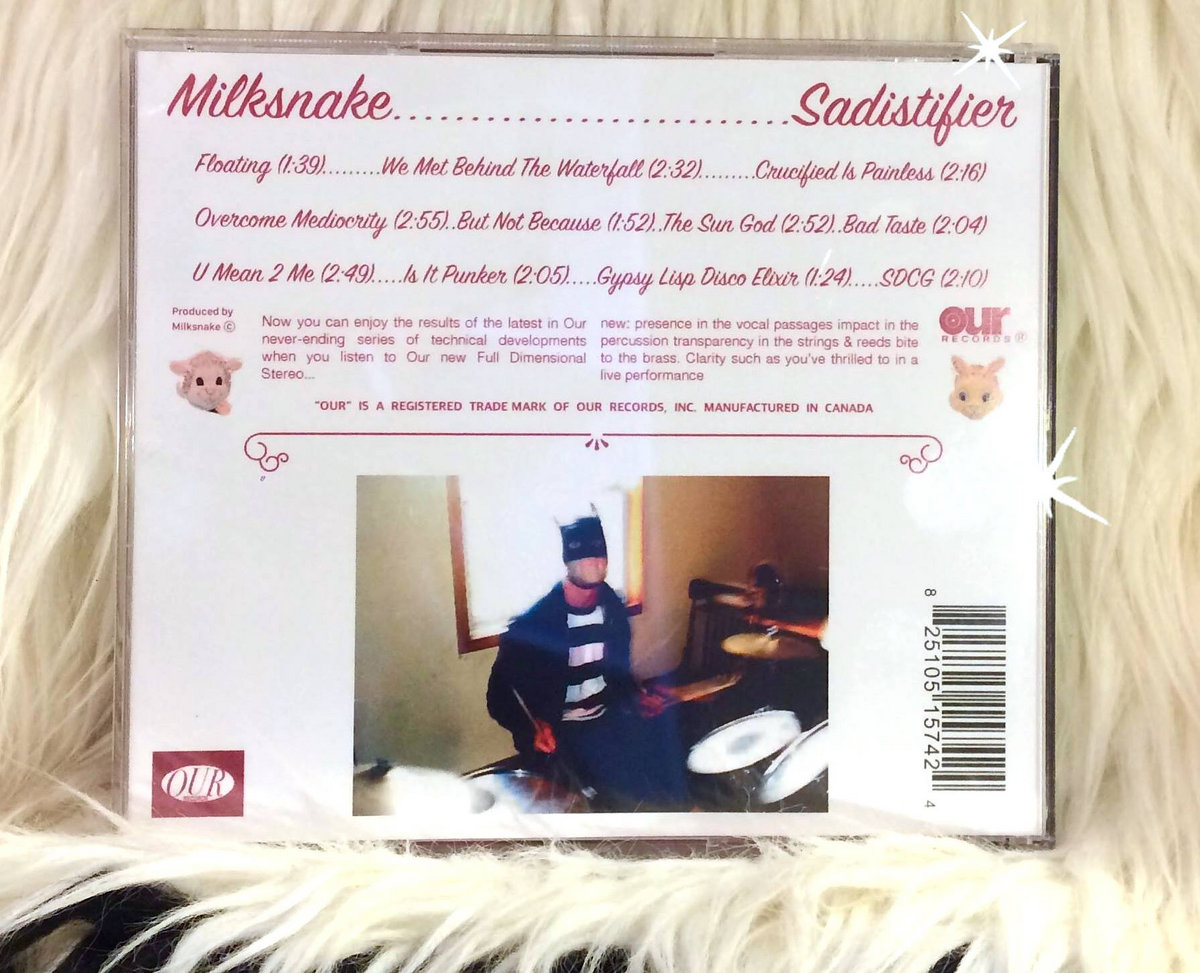 Milksnake...........................Sadistifier
Floating (1:39).........We Met Behind The Waterfall (2:32).........Crucified Is Painless (2:16)
Overcome Mediocrity (2:55)..But Not Because (1:52)..The Sun God (2:52)..Bad Taste (2:04)
U Mean 2 Me (2:49).....Is It Punker (2:05).....Gypsy Lisp Disco Elixir (1:24).....SDCG (2:10)
Produced by
Milksnake ©
Now you can enjoy the results of the latest in Our
never-ending series of technical developments
when you listen to Our new Full Dimensional
Stereo...
new: presence in the vocal passages impact in the
percussion transparency in the strings & reeds bite
to the brass. Clarity such as you've thrilled to in a
live performance
our
RECORDS ®
"OUR" IS A REGISTERED TRADE MARK OF OUR RECORDS, INC. MANUFACTURED IN CANADA
8 25105 15742 4
OUR